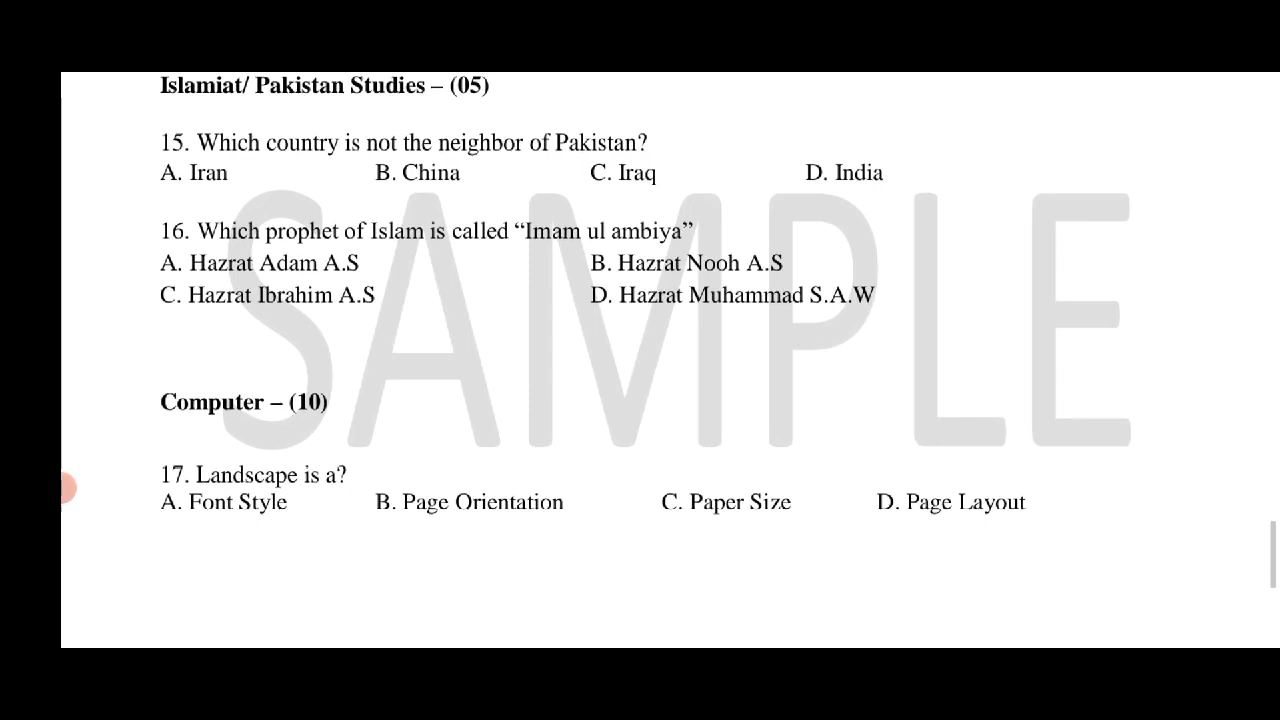 Islamiat/ Pakistan Studies – (05)
15. Which country is not the neighbor of Pakistan?
A. Iran B. China C. Iraq D. India
16. Which prophet of Islam is called “Imam ul ambiya”
A. Hazrat Adam A.S B. Hazrat Nooh A.S
C. Hazrat Ibrahim A.S D. Hazrat Muhammad S.A.W
SAMPLE
Computer – (10)
17. Landscape is a?
A. Font Style B. Page Orientation C. Paper Size D. Page Layout